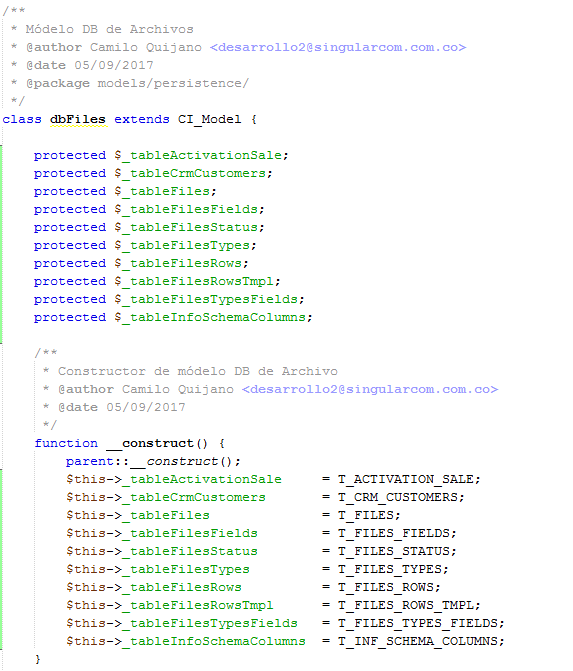 /**
 * Módelo DB de Archivos
 * @author Camilo Quijano <desarrollo2@singularcom.com.co>
 * @date 05/09/2017
 * @package models/persistence/
 */
class dbFiles extends CI_Model {
    protected $_tableActivationSale;
    protected $_tableCrmCustomers;
    protected $_tableFiles;
    protected $_tableFilesFields;
    protected $_tableFilesStatus;
    protected $_tableFilesTypes;
    protected $_tableFilesRows;
    protected $_tableFilesRowsTmpl;
    protected $_tableFilesTypesFields;
    protected $_tableInfoSchemaColumns;
    /**
     * Constructor de módelo DB de Archivo
     * @author Camilo Quijano <desarrollo2@singularcom.com.co>
     * @date 05/09/2017
     */
    function __construct() {
        parent::__construct();
        $this->_tableActivationSale     = T_ACTIVATION_SALE;
        $this->_tableCrmCustomers       = T_CRM_CUSTOMERS;
        $this->_tableFiles              = T_FILES;
        $this->_tableFilesFields        = T_FILES_FIELDS;
        $this->_tableFilesStatus        = T_FILES_STATUS;
        $this->_tableFilesTypes         = T_FILES_TYPES;
        $this->_tableFilesRows          = T_FILES_ROWS;
        $this->_tableFilesRowsTmpl      = T_FILES_ROWS_TMPL;
        $this->_tableFilesTypesFields   = T_FILES_TYPES_FIELDS;
        $this->_tableInfoSchemaColumns  = T_INF_SCHEMA_COLUMNS;
    }